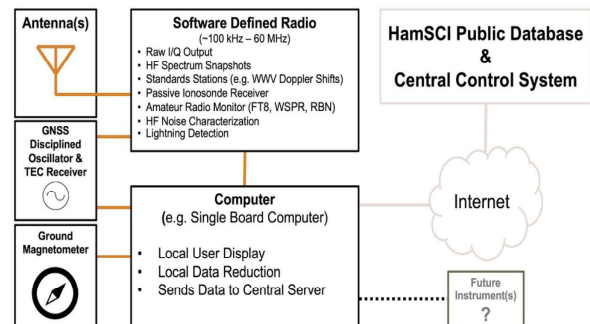 Antenna(s)
Software Defined Radio
(~100 kHz – 60 MHz)
• Raw I/Q Output
• HF Spectrum Snapshots
• Standards Stations (e.g. WWV Doppler Shifts)
• Passive Ionosonde Receiver
• Amateur Radio Monitor (FT8, WSPR, RBN)
• HF Noise Characterization
• Lightning Detection
HamSCI Public Database
&
Central Control System
GNSS
Disciplined
Oscillator &
TEC Receiver
Computer
(e.g. Single Board Computer)
• Local User Display
• Local Data Reduction
• Sends Data to Central Server
Internet
Ground
Magnetometer
Future
Instrument(s)
?